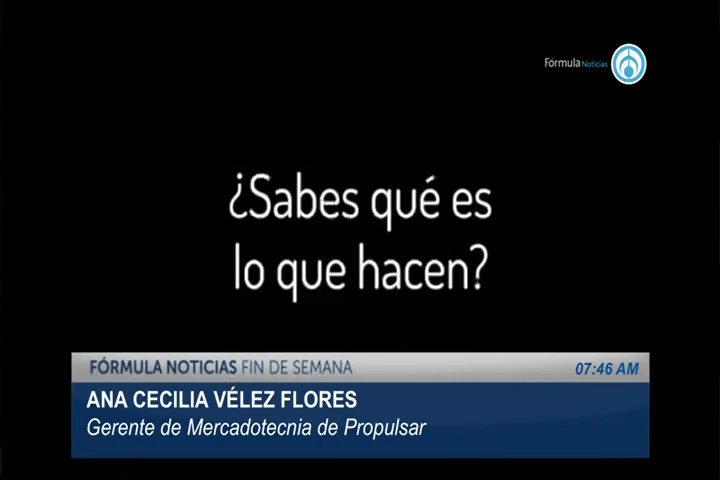 Fórmula Noticias
¿Sabes qué es
lo que hacen?
FÓRMULA NOTICIAS FIN DE SEMANA 07:46 AM
ANA CECILIA VÉLEZ FLORES
Gerente de Mercadotecnia de Propulsar